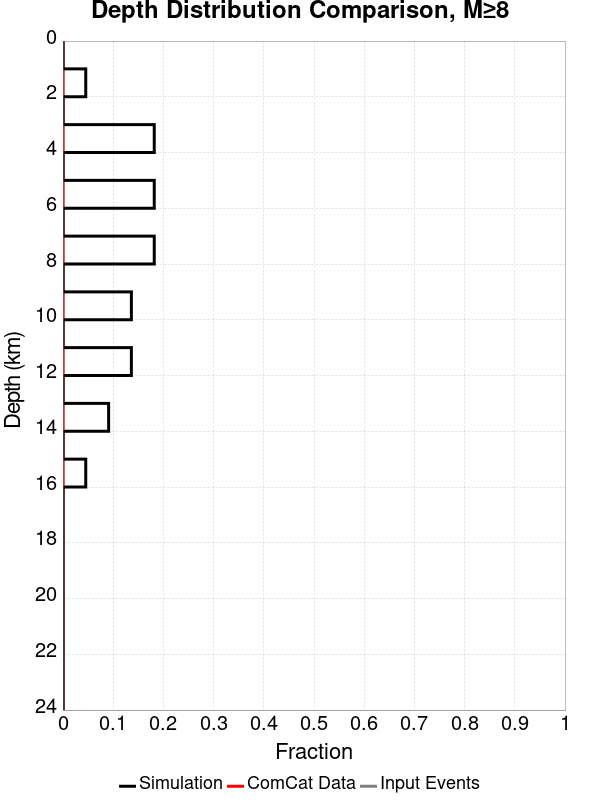 Depth Distribution Comparison, M≥8
0
2
4
6
8
10
12
14
16
18
20
22
24
Depth (km)
0 0.1 0.2 0.3 0.4 0.5 0.6 0.7 0.8 0.9 1
Fraction
Simulation ComCat Data Input Events